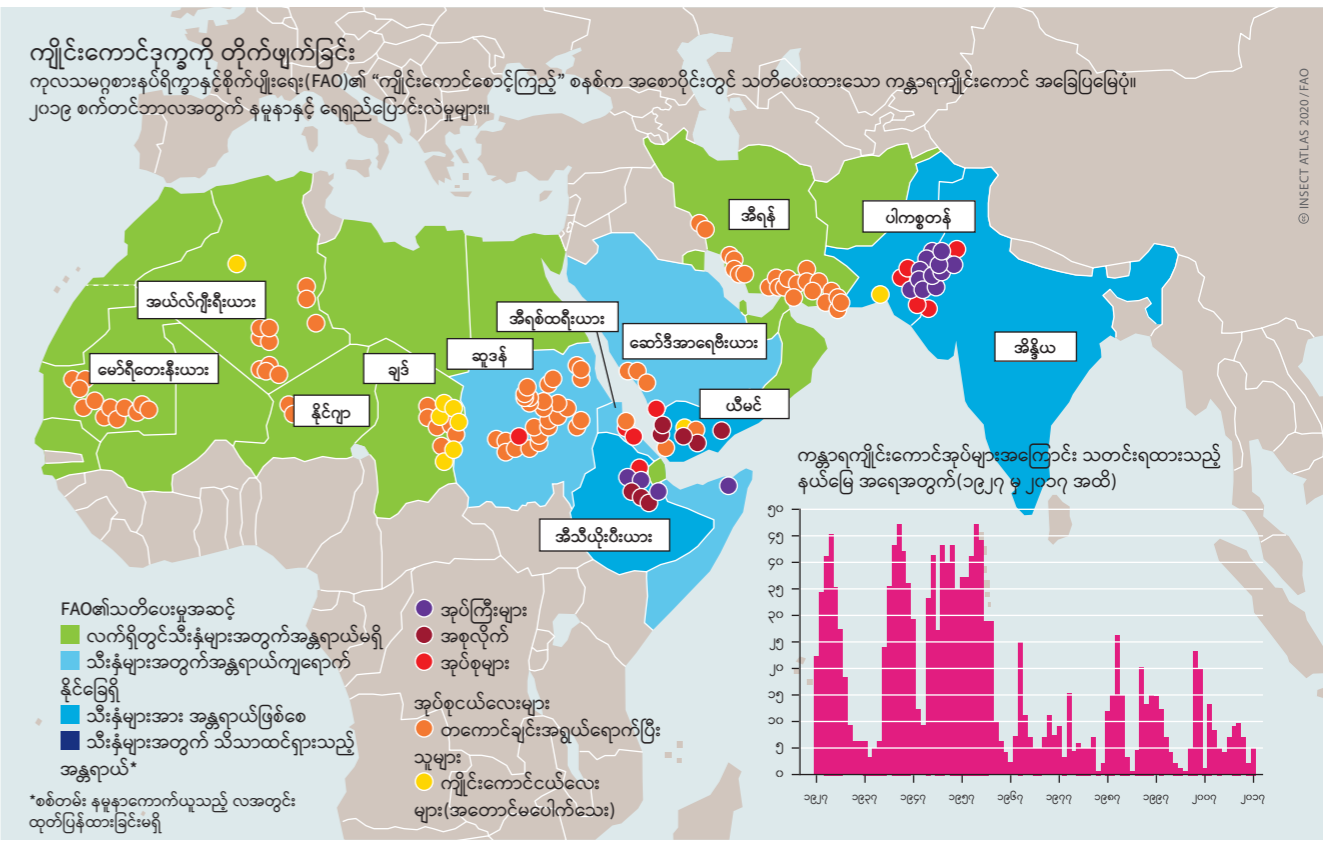 ကျိုင်းကောင်ဒုက္ခကို တိုက်ဖျက်ခြင်း
ကုလသမဂ္ဂစားနပ်ရိက္ခာနှင့်စိုက်ပျိုးရေး(FAO)၏ “ကျိုင်းကောင်စောင့်ကြည့်” စနစ်က အစောပိုင်းတွင် သတိပေးထားသော ကန္တာရကျိုင်းကောင် အခြေပြမြေပုံ။
၂၀၁၉ စက်တင်ဘာလအတွက် နမူနာနှင့် ရေရှည်ပြောင်းလဲမှုများ။
© INSECT ATLAS 2020 / FAO
အီရန်
ပါကစ္စတန်
အယ်လ်ဂျီးရီးယား
အီရစ်ထရီးယား
ဆော်ဒီအာရေဗီးယား
အိန္ဒိယ
မော်ရီတေးနီးယား
ချဒ်
ဆူဒန်
နိုင်ဂျာ
ယီမင်
အီသီယိုးပီးယား
ကန္တာရကျိုင်းကောင်အုပ်များအကြောင်း သတင်းရထားသည့်
နယ်မြေ အရေအတွက်(၁၉၂၇ မှ ၂၀၁၇ အထိ)
၅၀
၄၅
၄၀
၃၅
၃၀
၂၅
၂၀
၁၅
၁၀
၅
၀
၁၉၂၇ ၁၉၃၇ ၁၉၄၇ ၁၉၅၇ ၁၉၆၇ ၁၉၇၇ ၁၉၈၇ ၁၉၉၇ ၂၀၀၇ ၂၀၁၇
FAO၏သတိပေးမှုအဆင့်
လက်ရှိတွင်သီးနှံများအတွက်အန္တရာယ်မရှိ
သီးနှံများအတွက်အန္တရာယ်ကျရောက်
နိုင်ခြေရှိ
သီးနှံများအား အန္တရာယ်ဖြစ်စေ
သီးနှံများအတွက် သိသာထင်ရှားသည့်
အန္တရာယ်*
*စစ်တမ်း နမူနာကောက်ယူသည့် လအတွင်း
ထုတ်ပြန်ထားခြင်းမရှိ
အုပ်ကြီးများ
အစုလိုက်
အုပ်စုများ
အုပ်စုငယ်လေးများ
တကောင်ချင်းအရွယ်ရောက်ပြီး
သူများ
ကျိုင်းကောင်ငယ်လေး
များ(အတောင်မပေါက်သေး)